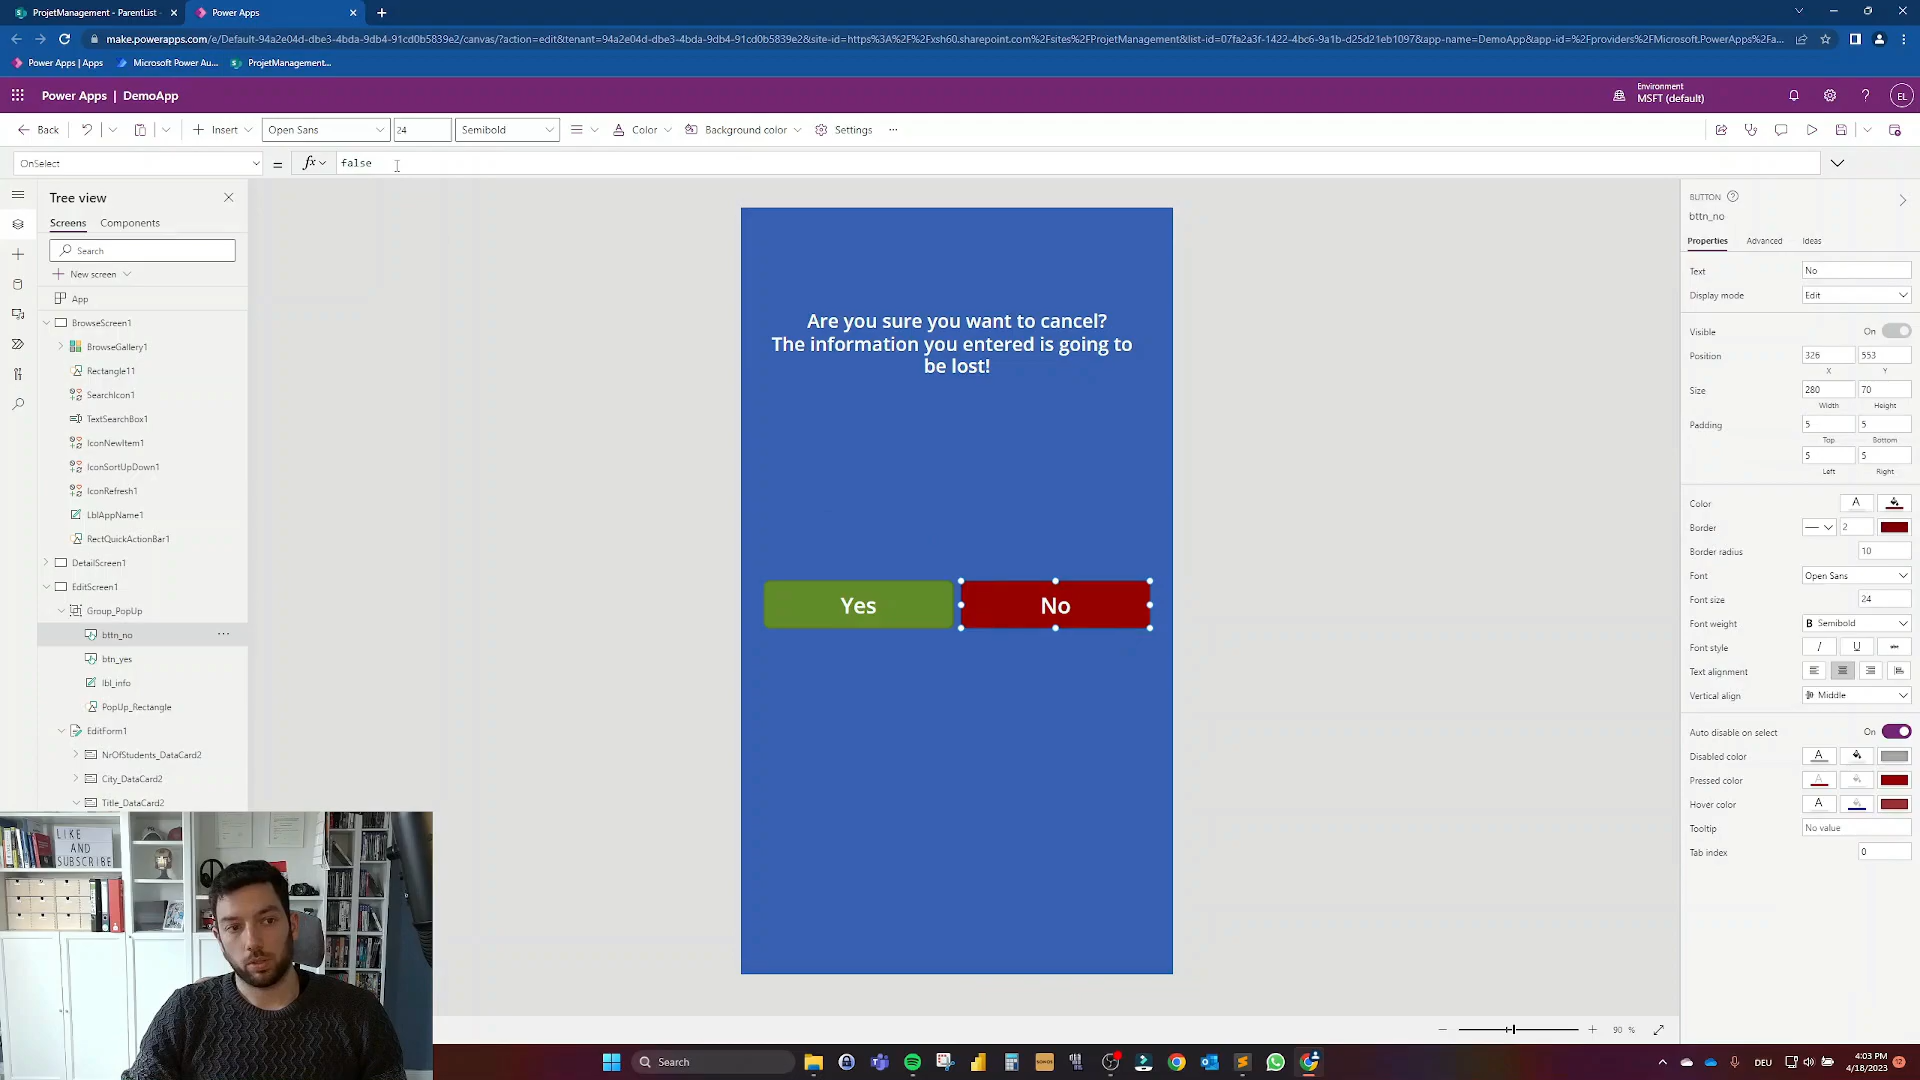 ProjetManagement - ParentList
Power Apps
make.powerapps.com/e/Default-94a2e04d-dbe3-4bda-9db4-91cd0b5839e2/canvas/?action=edit&tenant=94a2e04d-dbe3-4bda-9db4-91cd0b5839e2&site-id=https%3A%2F%2Fxsh60.sharepoint.com%2Fsites%2FProjetManagement&list-id=07fa2a3f-1422-4bc6-9a1b-d25d21eb1097&app-name=DemoApp&app-id=%2Fproviders%2FMicrosoft.PowerApps%2Fa...
Power Apps | Apps
Microsoft Power Au...
ProjetManagement...
Power Apps | DemoApp
Environment
MSFT (default)
EL
Back
Insert
Open Sans
24
Semibold
Color
Background color
Settings
OnSelect
= fx
false
Tree view
Screens
Components
Search
New screen
App
BrowseScreen1
BrowseGallery1
Rectangle11
SearchIcon1
TextSearchBox1
IconNewItem1
IconSortUpDown1
IconRefresh1
LblAppName1
RectQuickActionBar1
DetailScreen1
EditScreen1
Group_PopUp
bttn_no
btn_yes
lbl_info
PopUp_Rectangle
EditForm1
NrOfStudents_DataCard2
City_DataCard2
Title_DataCard2
Are you sure you want to cancel?
The information you entered is going to
be lost!
Yes
No
BUTTON
bttn_no
Properties
Advanced
Ideas
Text
No
Display mode
Edit
Visible
On
Position
326
553
X
Y
Size
280
70
Width
Height
Padding
5
5
Top
Bottom
5
5
Left
Right
Color
Border
2
Border radius
10
Font
Open Sans
Font size
24
Font weight
B Semibold
Font style
Text alignment
Vertical align
Middle
Auto disable on select
On
Disabled color
Pressed color
Hover color
Tooltip
No value
Tab index
0
LIKE
AND
SUBSCRIBE
90 %
Search
DEU
4:03 PM
4/18/2023